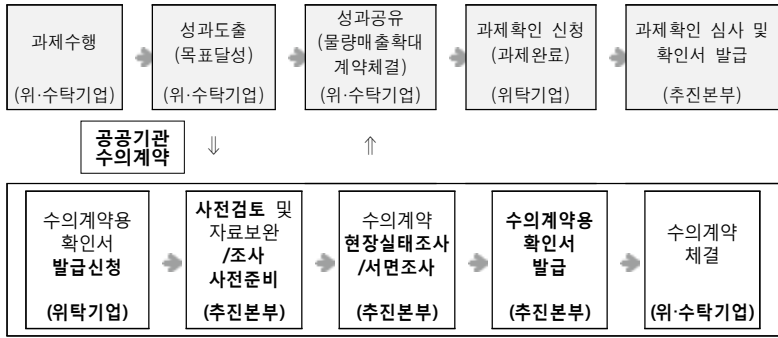 과제수행
(위·수탁기업)
성과도출
(목표달성)
(위·수탁기업)
성과공유
(물량매출확대
계약체결)
(위·수탁기업)
과제확인 신청
(과제완료)
(위탁기업)
과제확인 심사 및
확인서 발급
(추진본부)
공공기관
수의계약
⇓
⇑
수의계약용
확인서
발급신청
(위탁기업)
사전검토 및
자료보완
/조사
사전준비
(추진본부)
수의계약
현장실태조사
/서면조사
(추진본부)
수의계약용
확인서
발급
(추진본부)
수의계약
체결
(위·수탁기업)